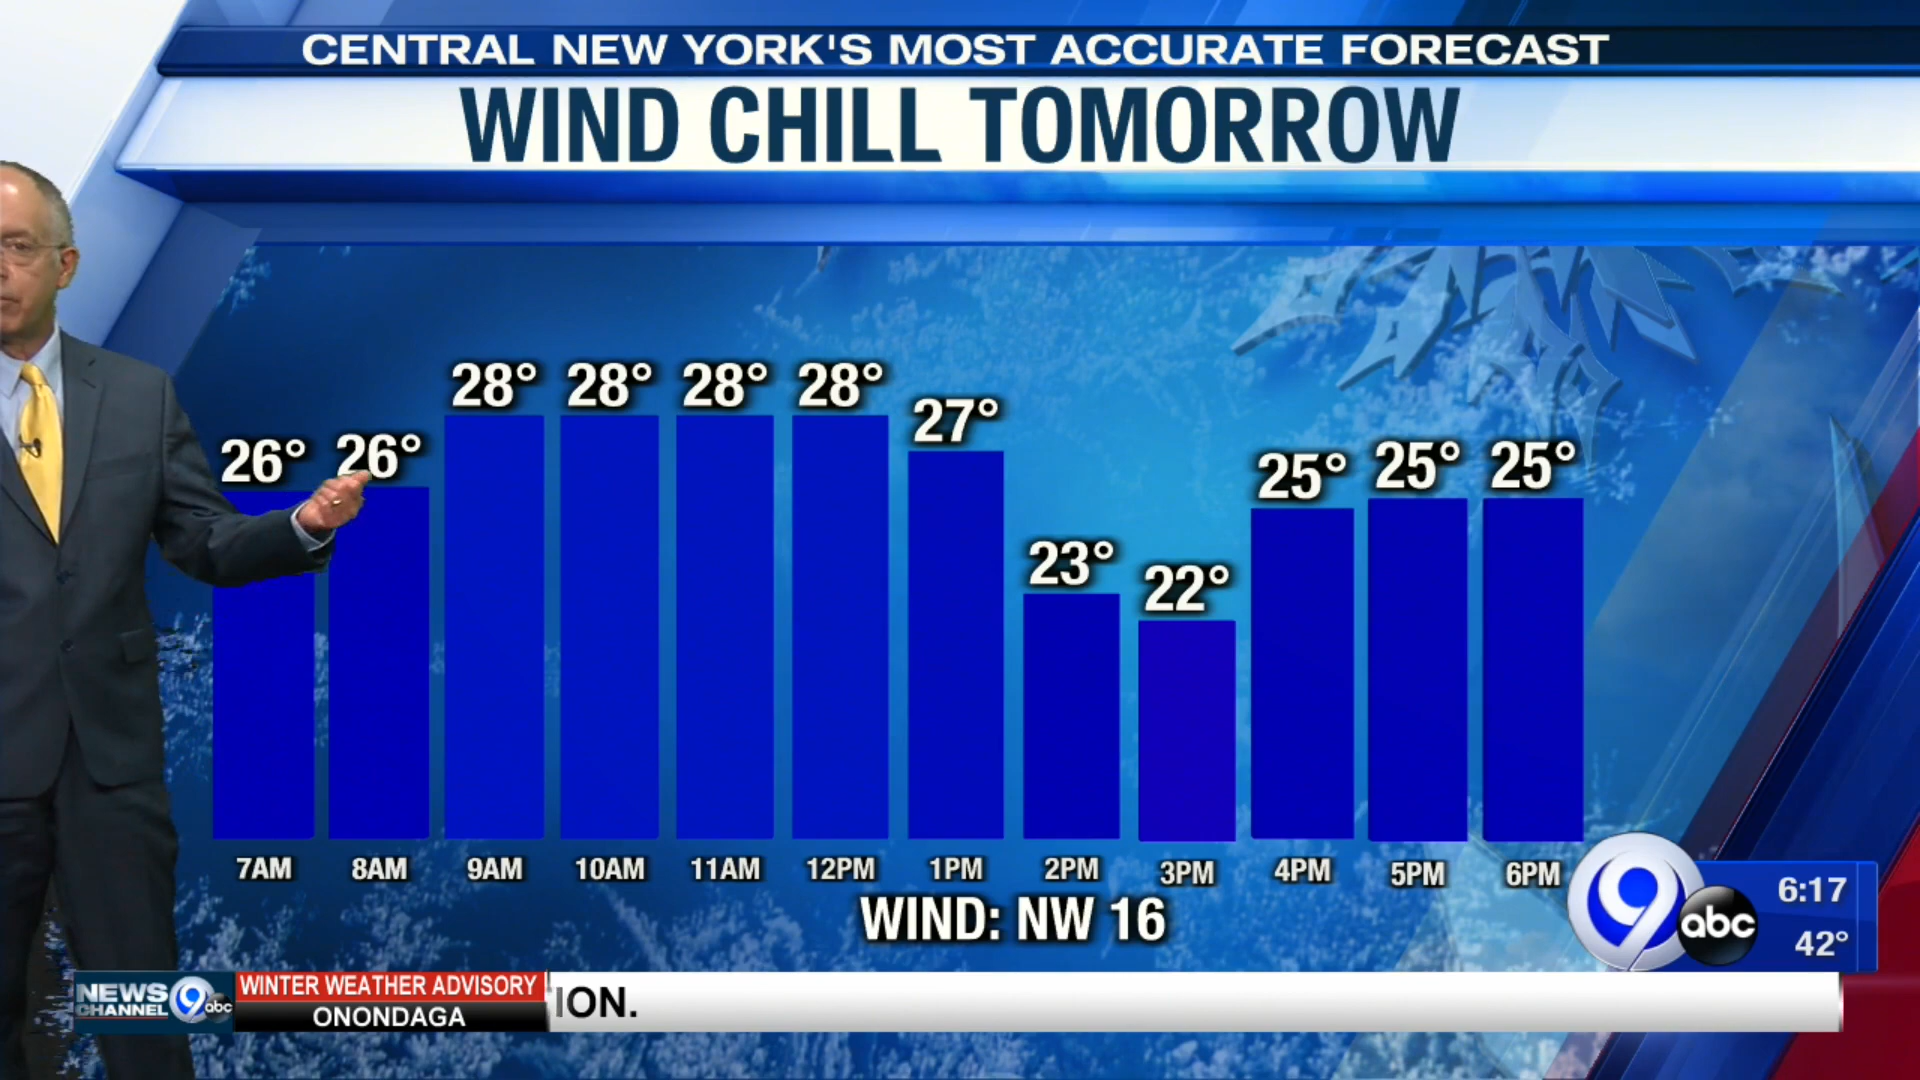 CENTRAL NEW YORK'S MOST ACCURATE FORECAST
WIND CHILL TOMORROW
26° 26° 28° 28° 28° 28° 27° 23° 22° 25° 25° 25°
7AM 8AM 9AM 10AM 11AM 12PM 1PM 2PM 3PM 4PM 5PM 6PM
WIND: NW 16
9 abc
6:17
42°
NEWS CHANNEL 9 abc
WINTER WEATHER ADVISORY
ONONDAGA
ION.